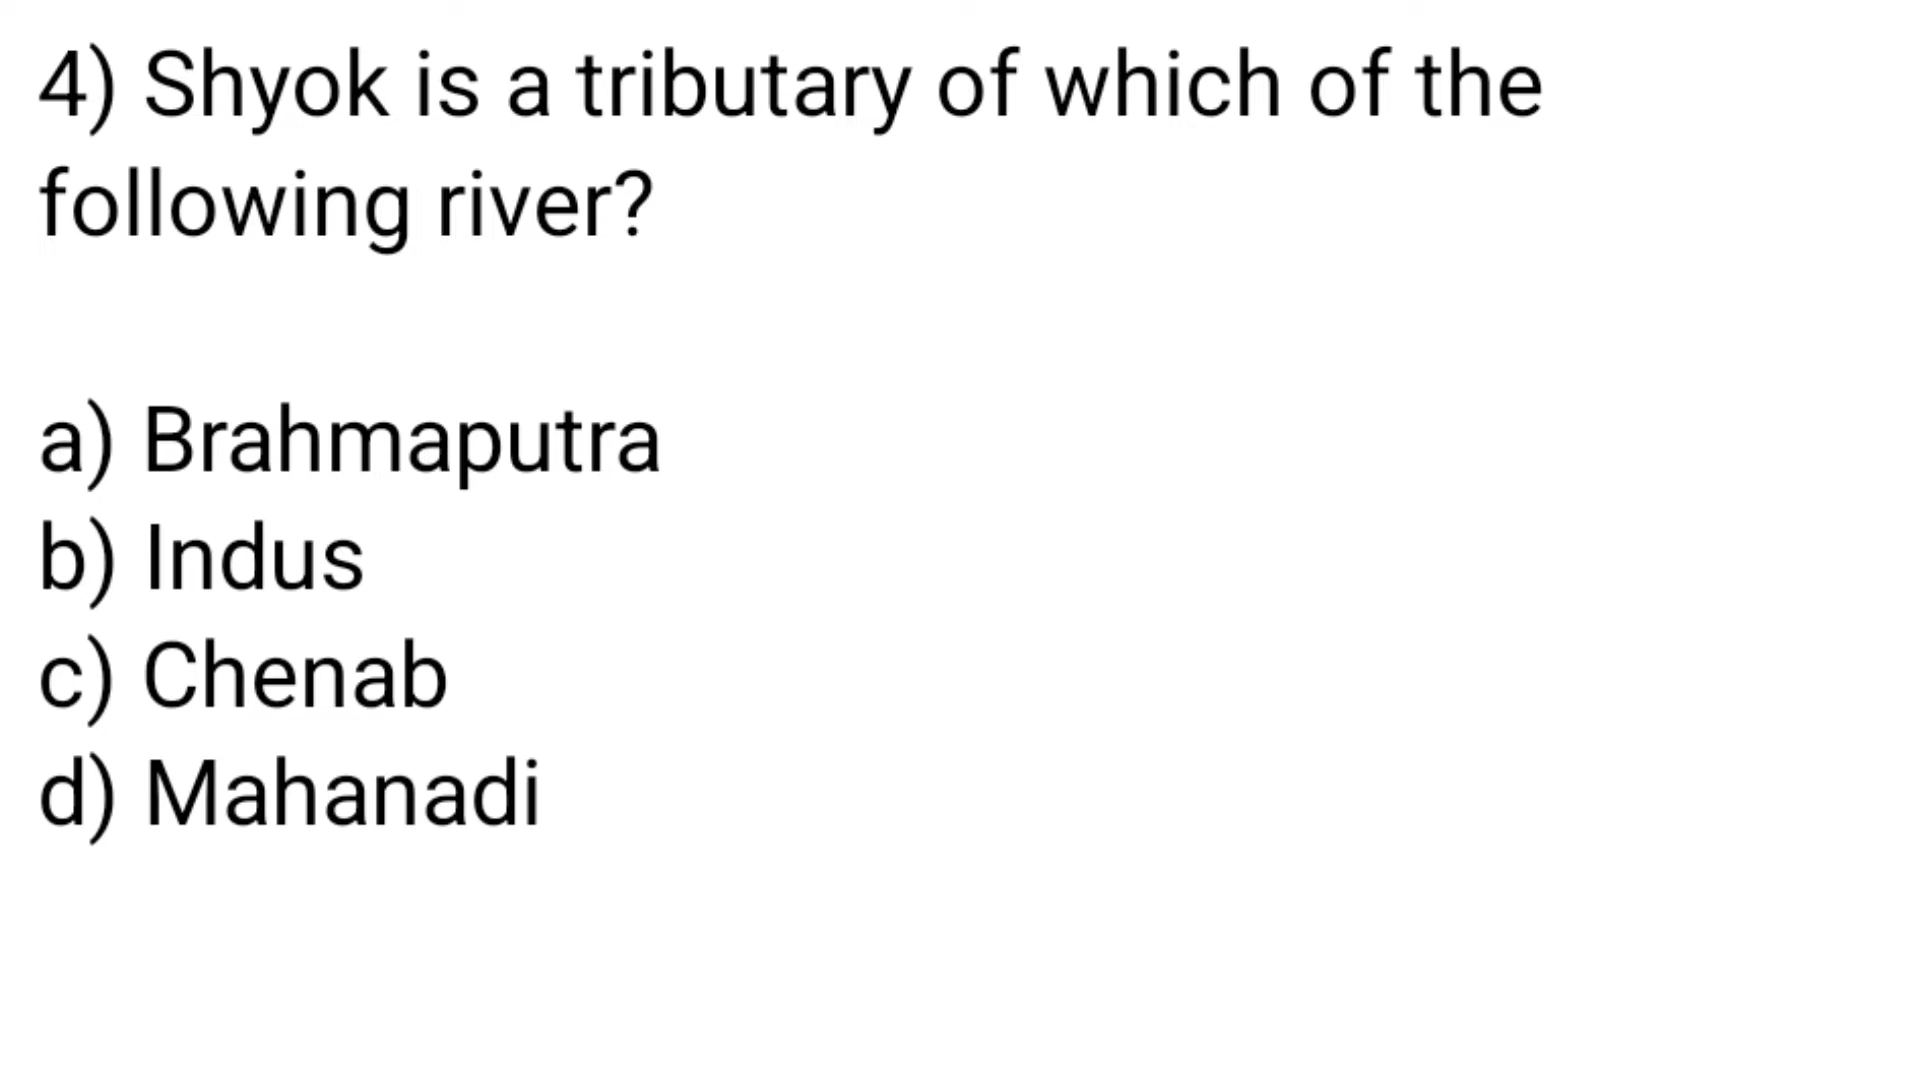 4) Shyok is a tributary of which of the
following river?
a) Brahmaputra
b) Indus
c) Chenab
d) Mahanadi